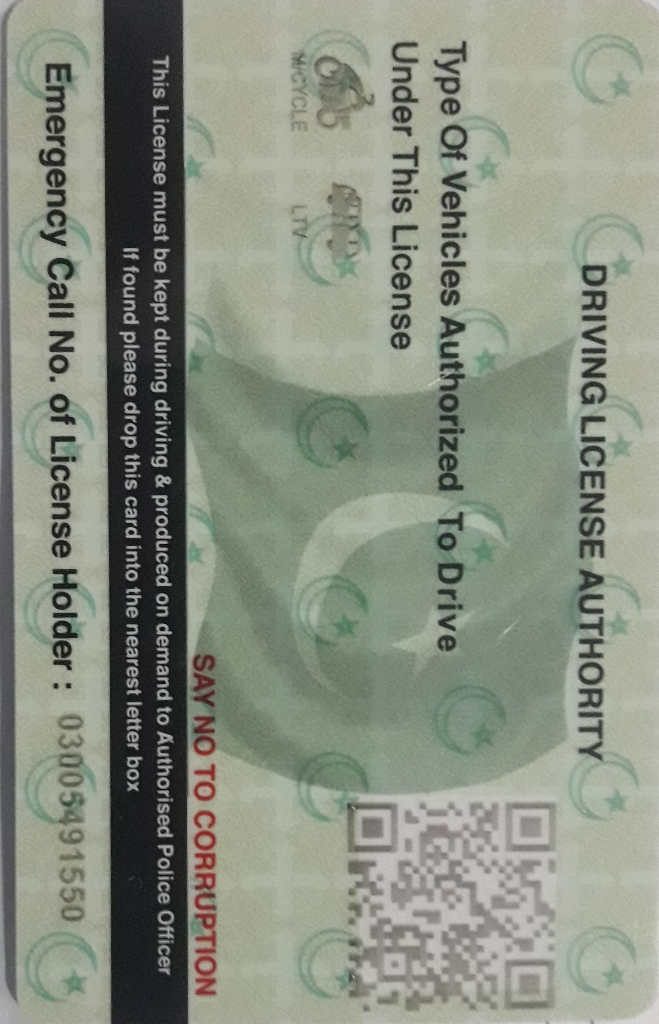 DRIVING LICENSE AUTHORITY
Type Of Vehicles Authorized To Drive
Under This License
M/CYCLE
LTV
SAY NO TO CORRUPTION
This License must be kept during driving & produced on demand to Authorised Police Officer
If found please drop this card into the nearest letter box
Emergency Call No. of License Holder : 03005491550